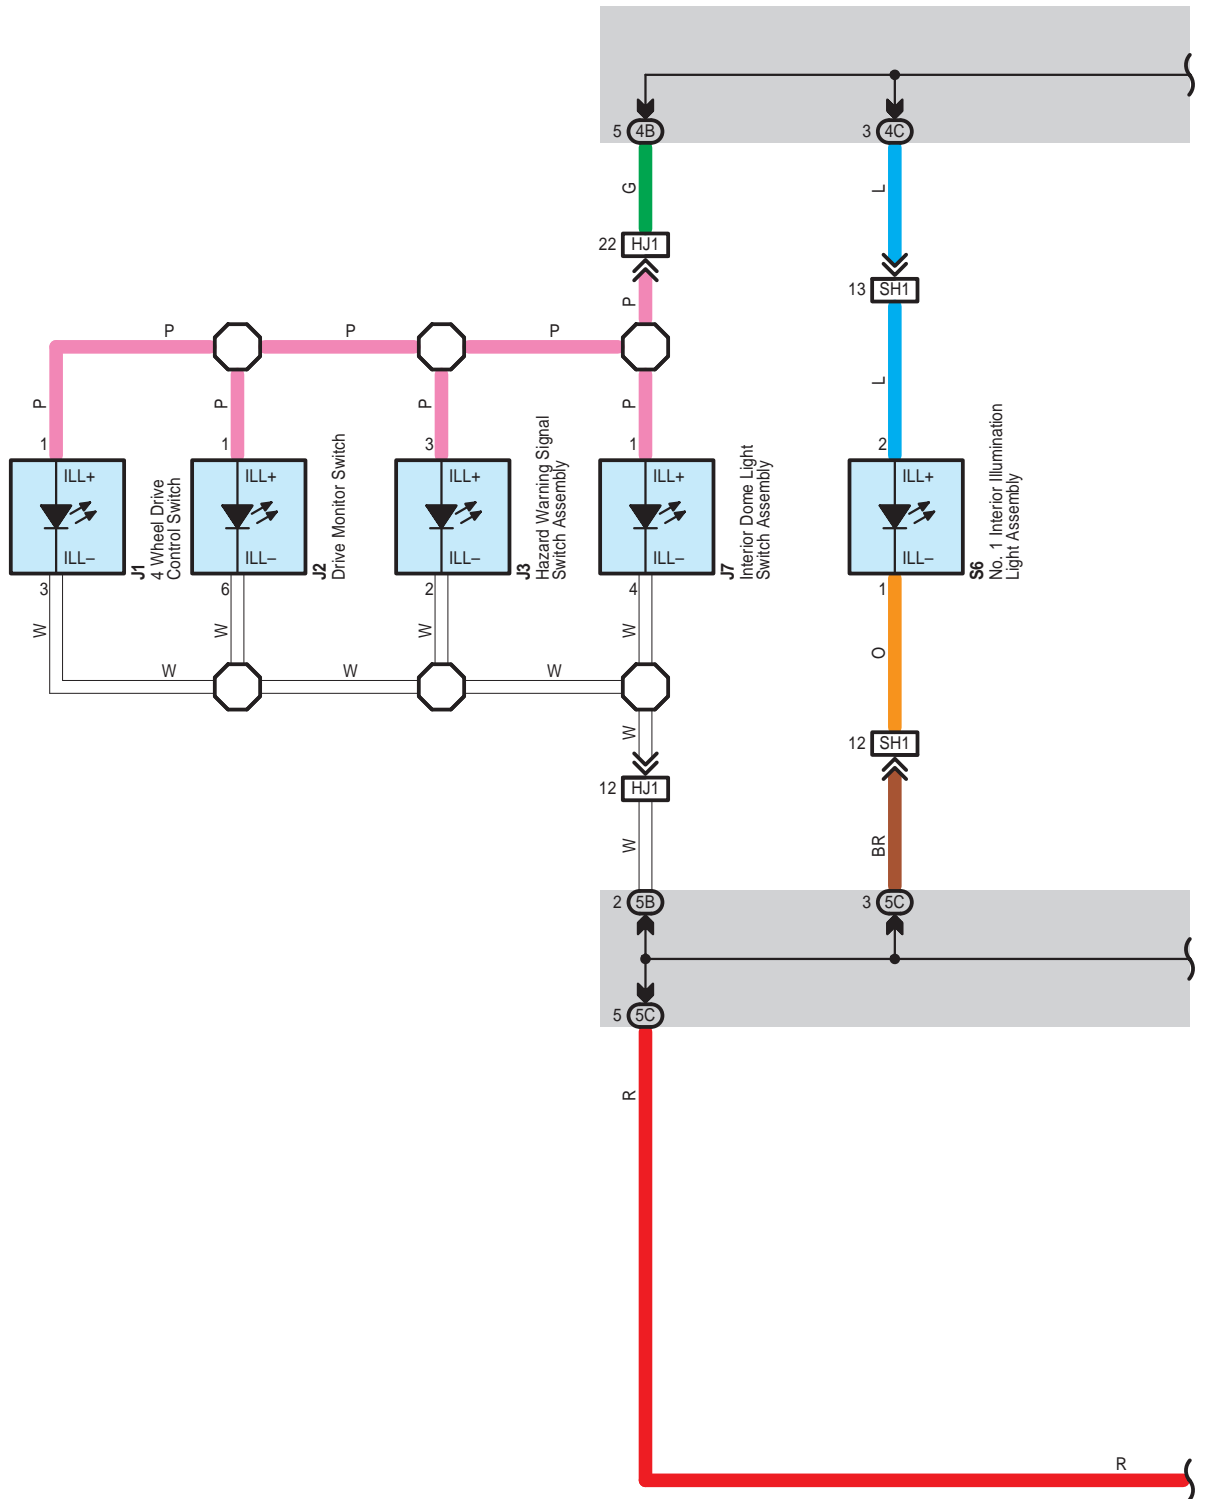 5 4B
3 4C
G
L
22 HJ1
13 SH1
P
P
P
P
L
P
P
P
P
1
1
3
1
2
ILL+
ILL+
ILL+
ILL+
ILL+
ILL–
ILL–
ILL–
ILL–
ILL–
J1
4 Wheel Drive
Control Switch
J2
Drive Monitor Switch
J3
Hazard Warning Signal
Switch Assembly
J7
Interior Dome Light
Switch Assembly
S6
No. 1 Interior Illumination
Light Assembly
3
6
2
4
1
W
W
W
W
O
W
W
W
W
12 SH1
12 HJ1
W
BR
2 5B
3 5C
5 5C
R
R